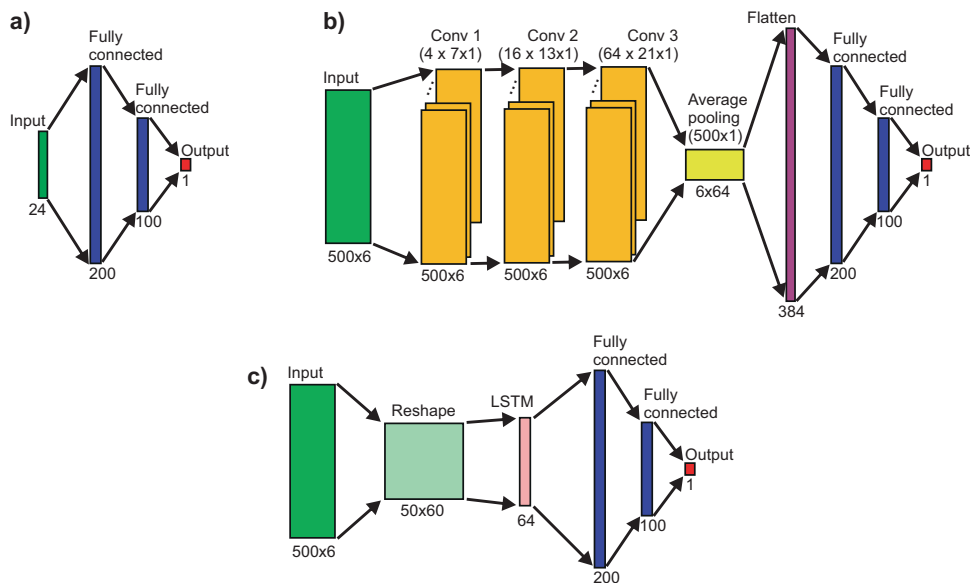 a)
Fully
connected
Fully
connected
Input
Output
24
200
100
1
b)
Input
500x6
Conv 1
(4 x 7x1)
500x6
Conv 2
(16 x 13x1)
500x6
Conv 3
(64 x 21x1)
500x6
Average
pooling
(500x1)
6x64
Flatten
384
Fully
connected
200
Fully
connected
100
Output
1
c)
Input
500x6
Reshape
50x60
LSTM
64
Fully
connected
200
Fully
connected
100
Output
1